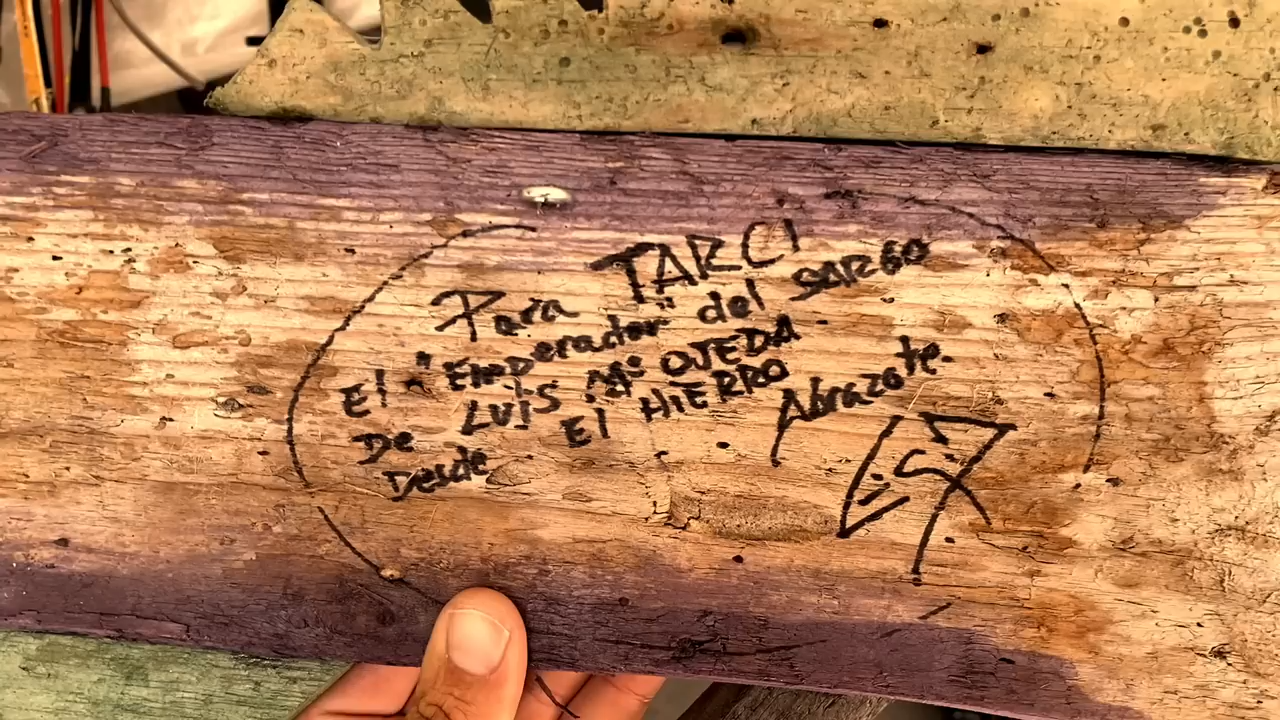 Para TARCI
El "Emperador" del SARGO
De LUIS Mª OJEDA
Desde El HIERRO
Abrazote.